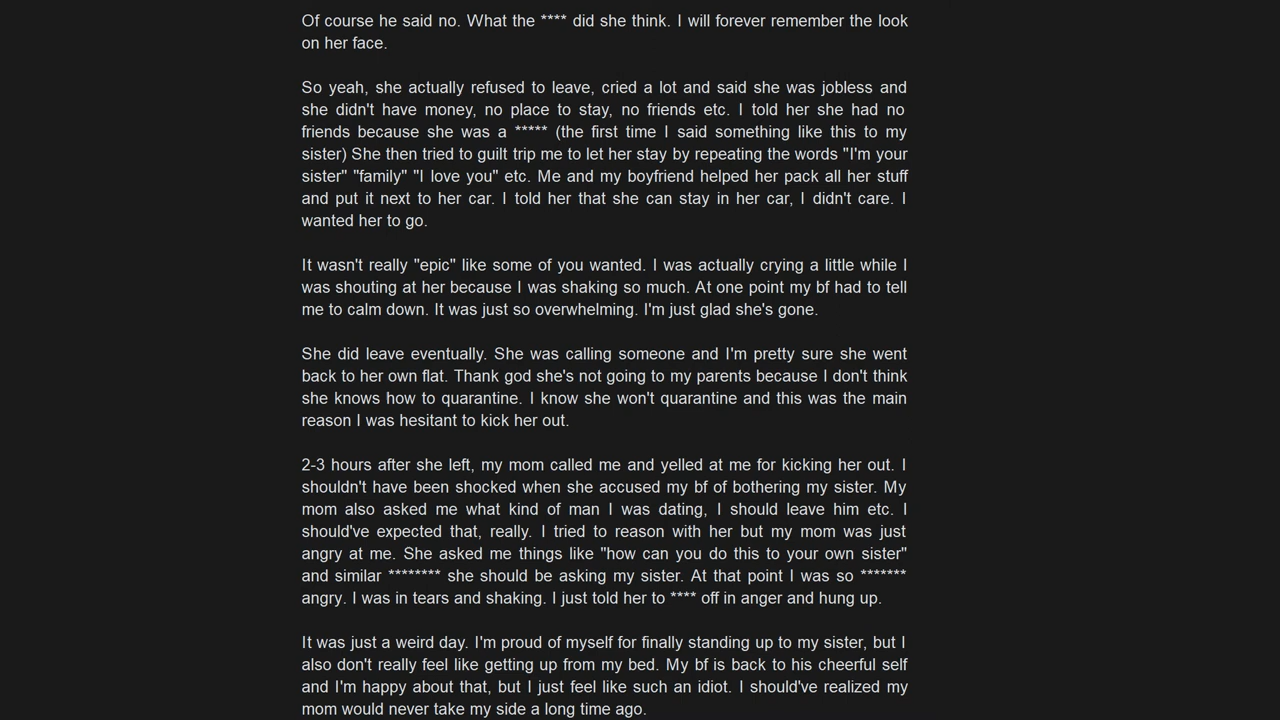 Of course he said no. What the **** did she think. I will forever remember the look
on her face.
So yeah, she actually refused to leave, cried a lot and said she was jobless and
she didn't have money, no place to stay, no friends etc. I told her she had no
friends because she was a ***** (the first time I said something like this to my
sister) She then tried to guilt trip me to let her stay by repeating the words "I'm your
sister" "family" "I love you" etc. Me and my boyfriend helped her pack all her stuff
and put it next to her car. I told her that she can stay in her car, I didn't care. I
wanted her to go.
It wasn't really "epic" like some of you wanted. I was actually crying a little while I
was shouting at her because I was shaking so much. At one point my bf had to tell
me to calm down. It was just so overwhelming. I'm just glad she's gone.
She did leave eventually. She was calling someone and I'm pretty sure she went
back to her own flat. Thank god she's not going to my parents because I don't think
she knows how to quarantine. I know she won't quarantine and this was the main
reason I was hesitant to kick her out.
2-3 hours after she left, my mom called me and yelled at me for kicking her out. I
shouldn't have been shocked when she accused my bf of bothering my sister. My
mom also asked me what kind of man I was dating, I should leave him etc. I
should've expected that, really. I tried to reason with her but my mom was just
angry at me. She asked me things like "how can you do this to your own sister"
and similar ******** she should be asking my sister. At that point I was so *******
angry. I was in tears and shaking. I just told her to **** off in anger and hung up.
It was just a weird day. I'm proud of myself for finally standing up to my sister, but I
also don't really feel like getting up from my bed. My bf is back to his cheerful self
and I'm happy about that, but I just feel like such an idiot. I should've realized my
mom would never take my side a long time ago.